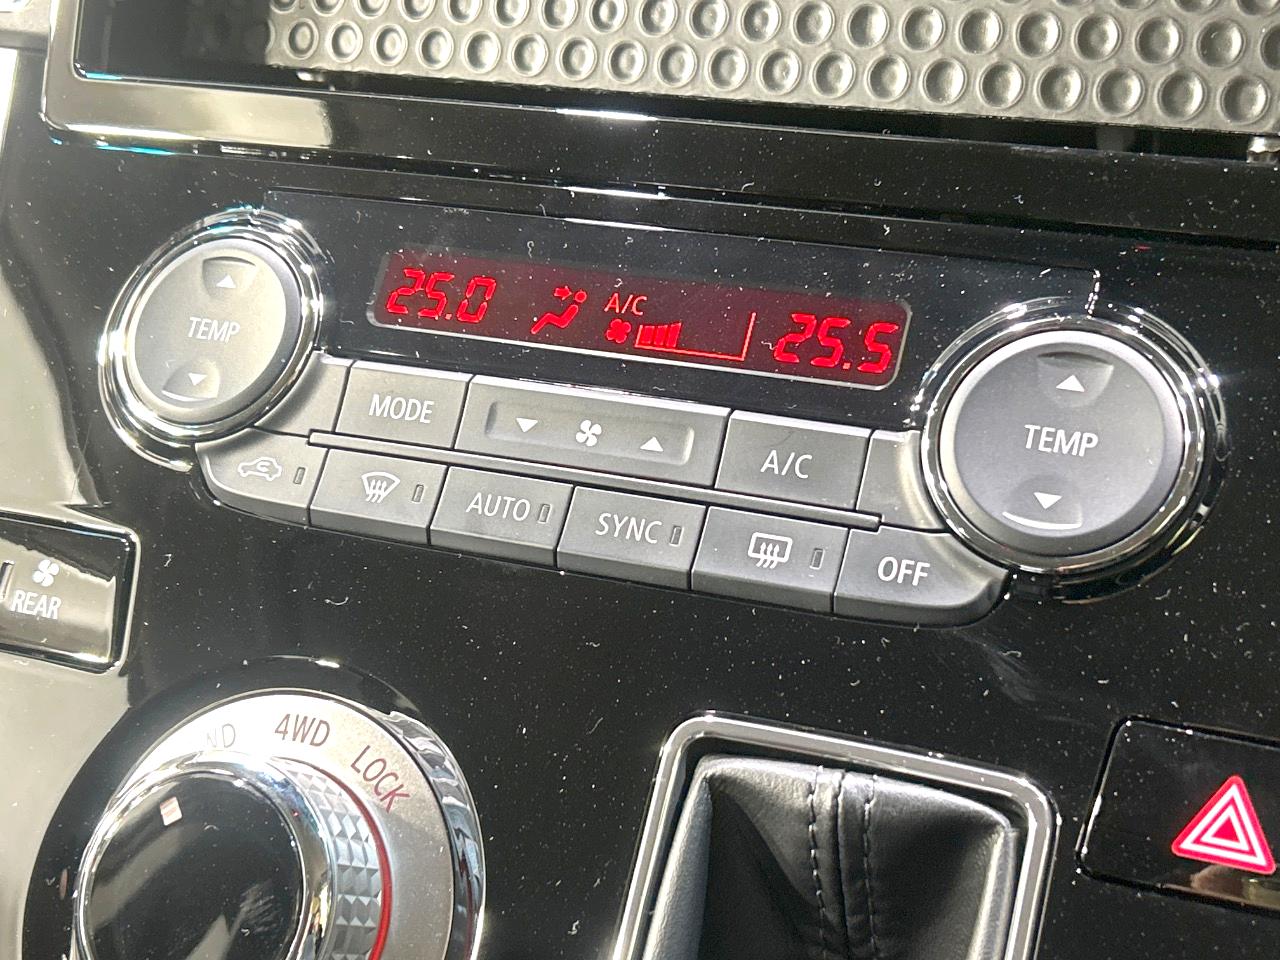 25.0 A/C 25.5
TEMP
MODE
A/C
TEMP
AUTO
SYNC
OFF
REAR
4WD
LOCK